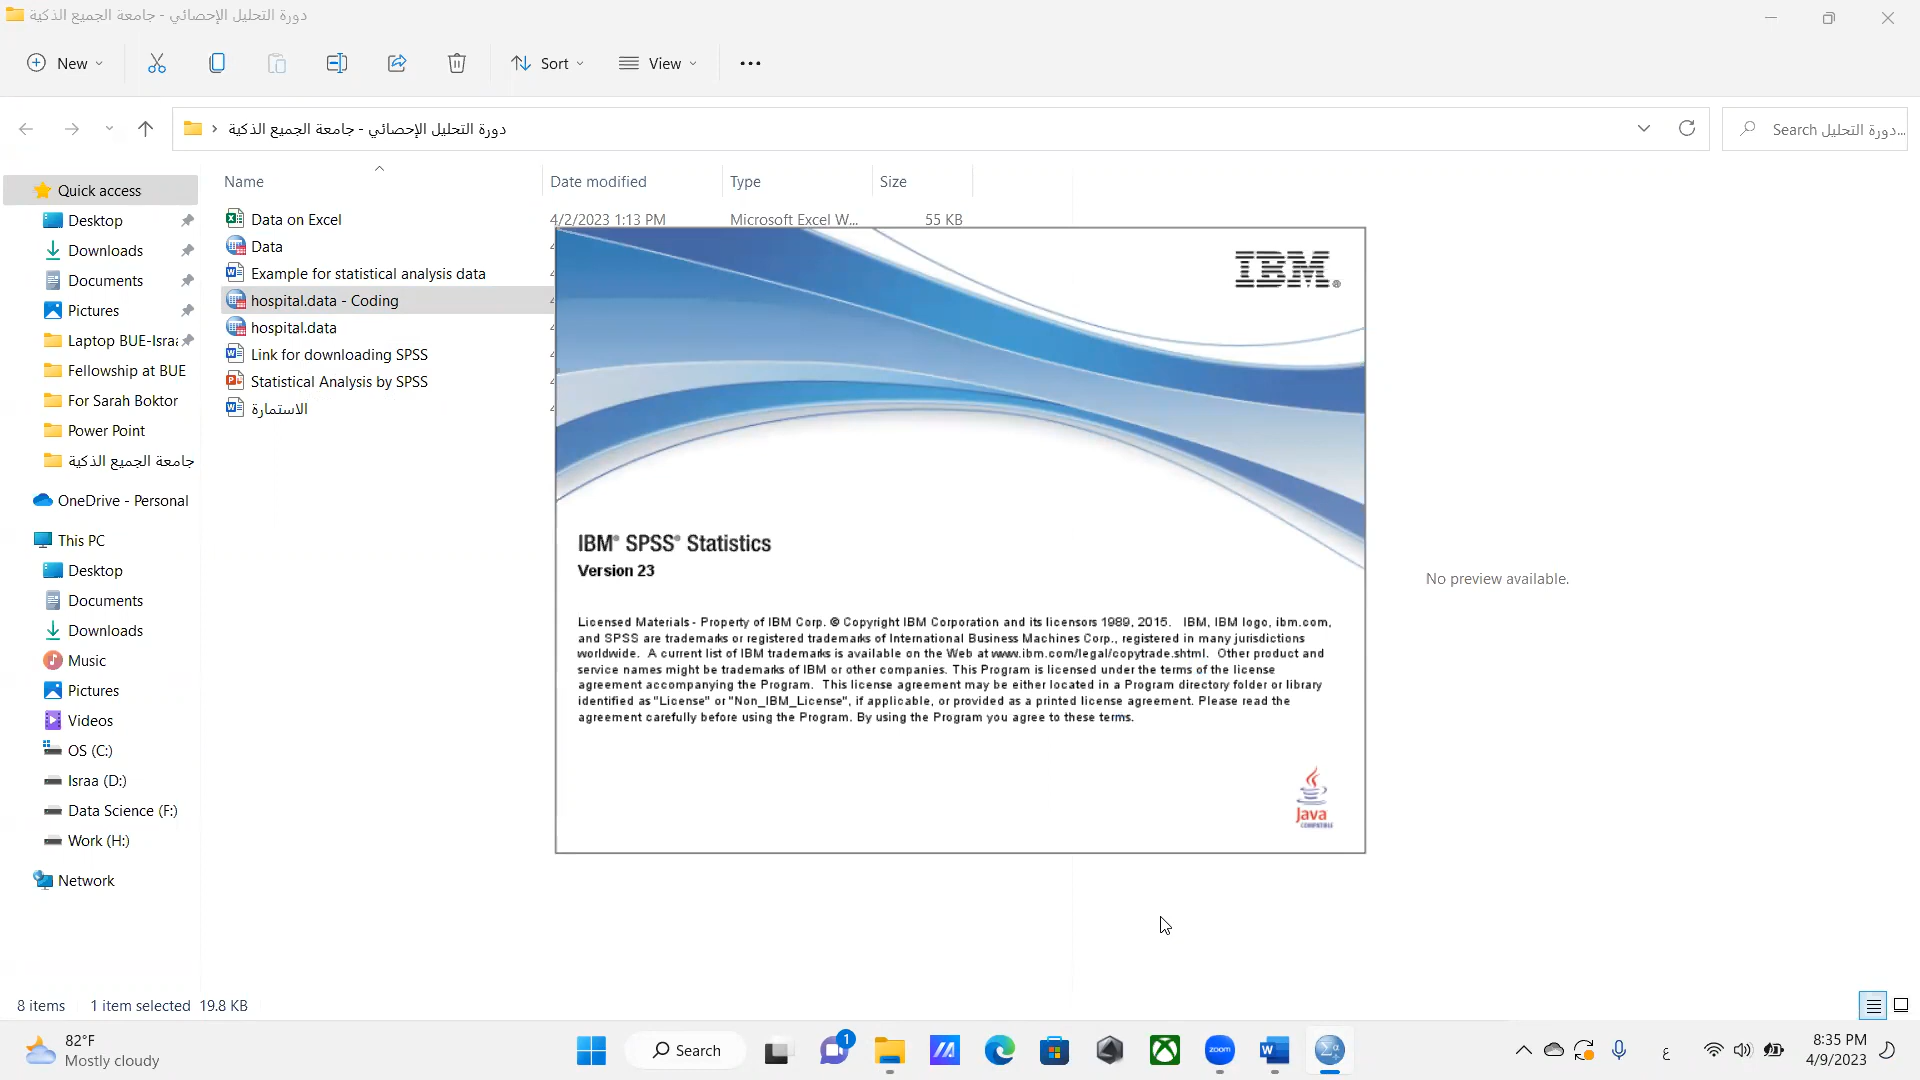 دورة التحليل الإحصائي - جامعة الجميع الذكية
New
Sort
View
دورة التحليل الإحصائي - جامعة الجميع الذكية
Search دورة التحليل...
Quick access
Desktop
Downloads
Documents
Pictures
Laptop BUE-Israa
Fellowship at BUE
For Sarah Boktor
Power Point
جامعة الجميع الذكية
OneDrive - Personal
This PC
Desktop
Documents
Downloads
Music
Pictures
Videos
OS (C:)
Israa (D:)
Data Science (F:)
Work (H:)
Network
Name Date modified Type Size
Data on Excel 4/2/2023 1:13 PM Microsoft Excel W... 55 KB
Data
Example for statistical analysis data
hospital.data - Coding
hospital.data
Link for downloading SPSS
Statistical Analysis by SPSS
الاستمارة
IBM®
IBM® SPSS® Statistics
Version 23
Licensed Materials - Property of IBM Corp. © Copyright IBM Corporation and its licensors 1989, 2015. IBM, IBM logo, ibm.com,
and SPSS are trademarks or registered trademarks of International Business Machines Corp., registered in many jurisdictions
worldwide. A current list of IBM trademarks is available on the Web at www.ibm.com/legal/copytrade.shtml. Other product and
service names might be trademarks of IBM or other companies. This Program is licensed under the terms of the license
agreement accompanying the Program. This license agreement may be either located in a Program directory folder or library
identified as "License" or "Non_IBM_License", if applicable, or provided as a printed license agreement. Please read the
agreement carefully before using the Program. By using the Program you agree to these terms.
Java
COMPATIBLE
No preview available.
8 items 1 item selected 19.8 KB
82°F
Mostly cloudy
Search
1
zoom
ع
8:35 PM
4/9/2023